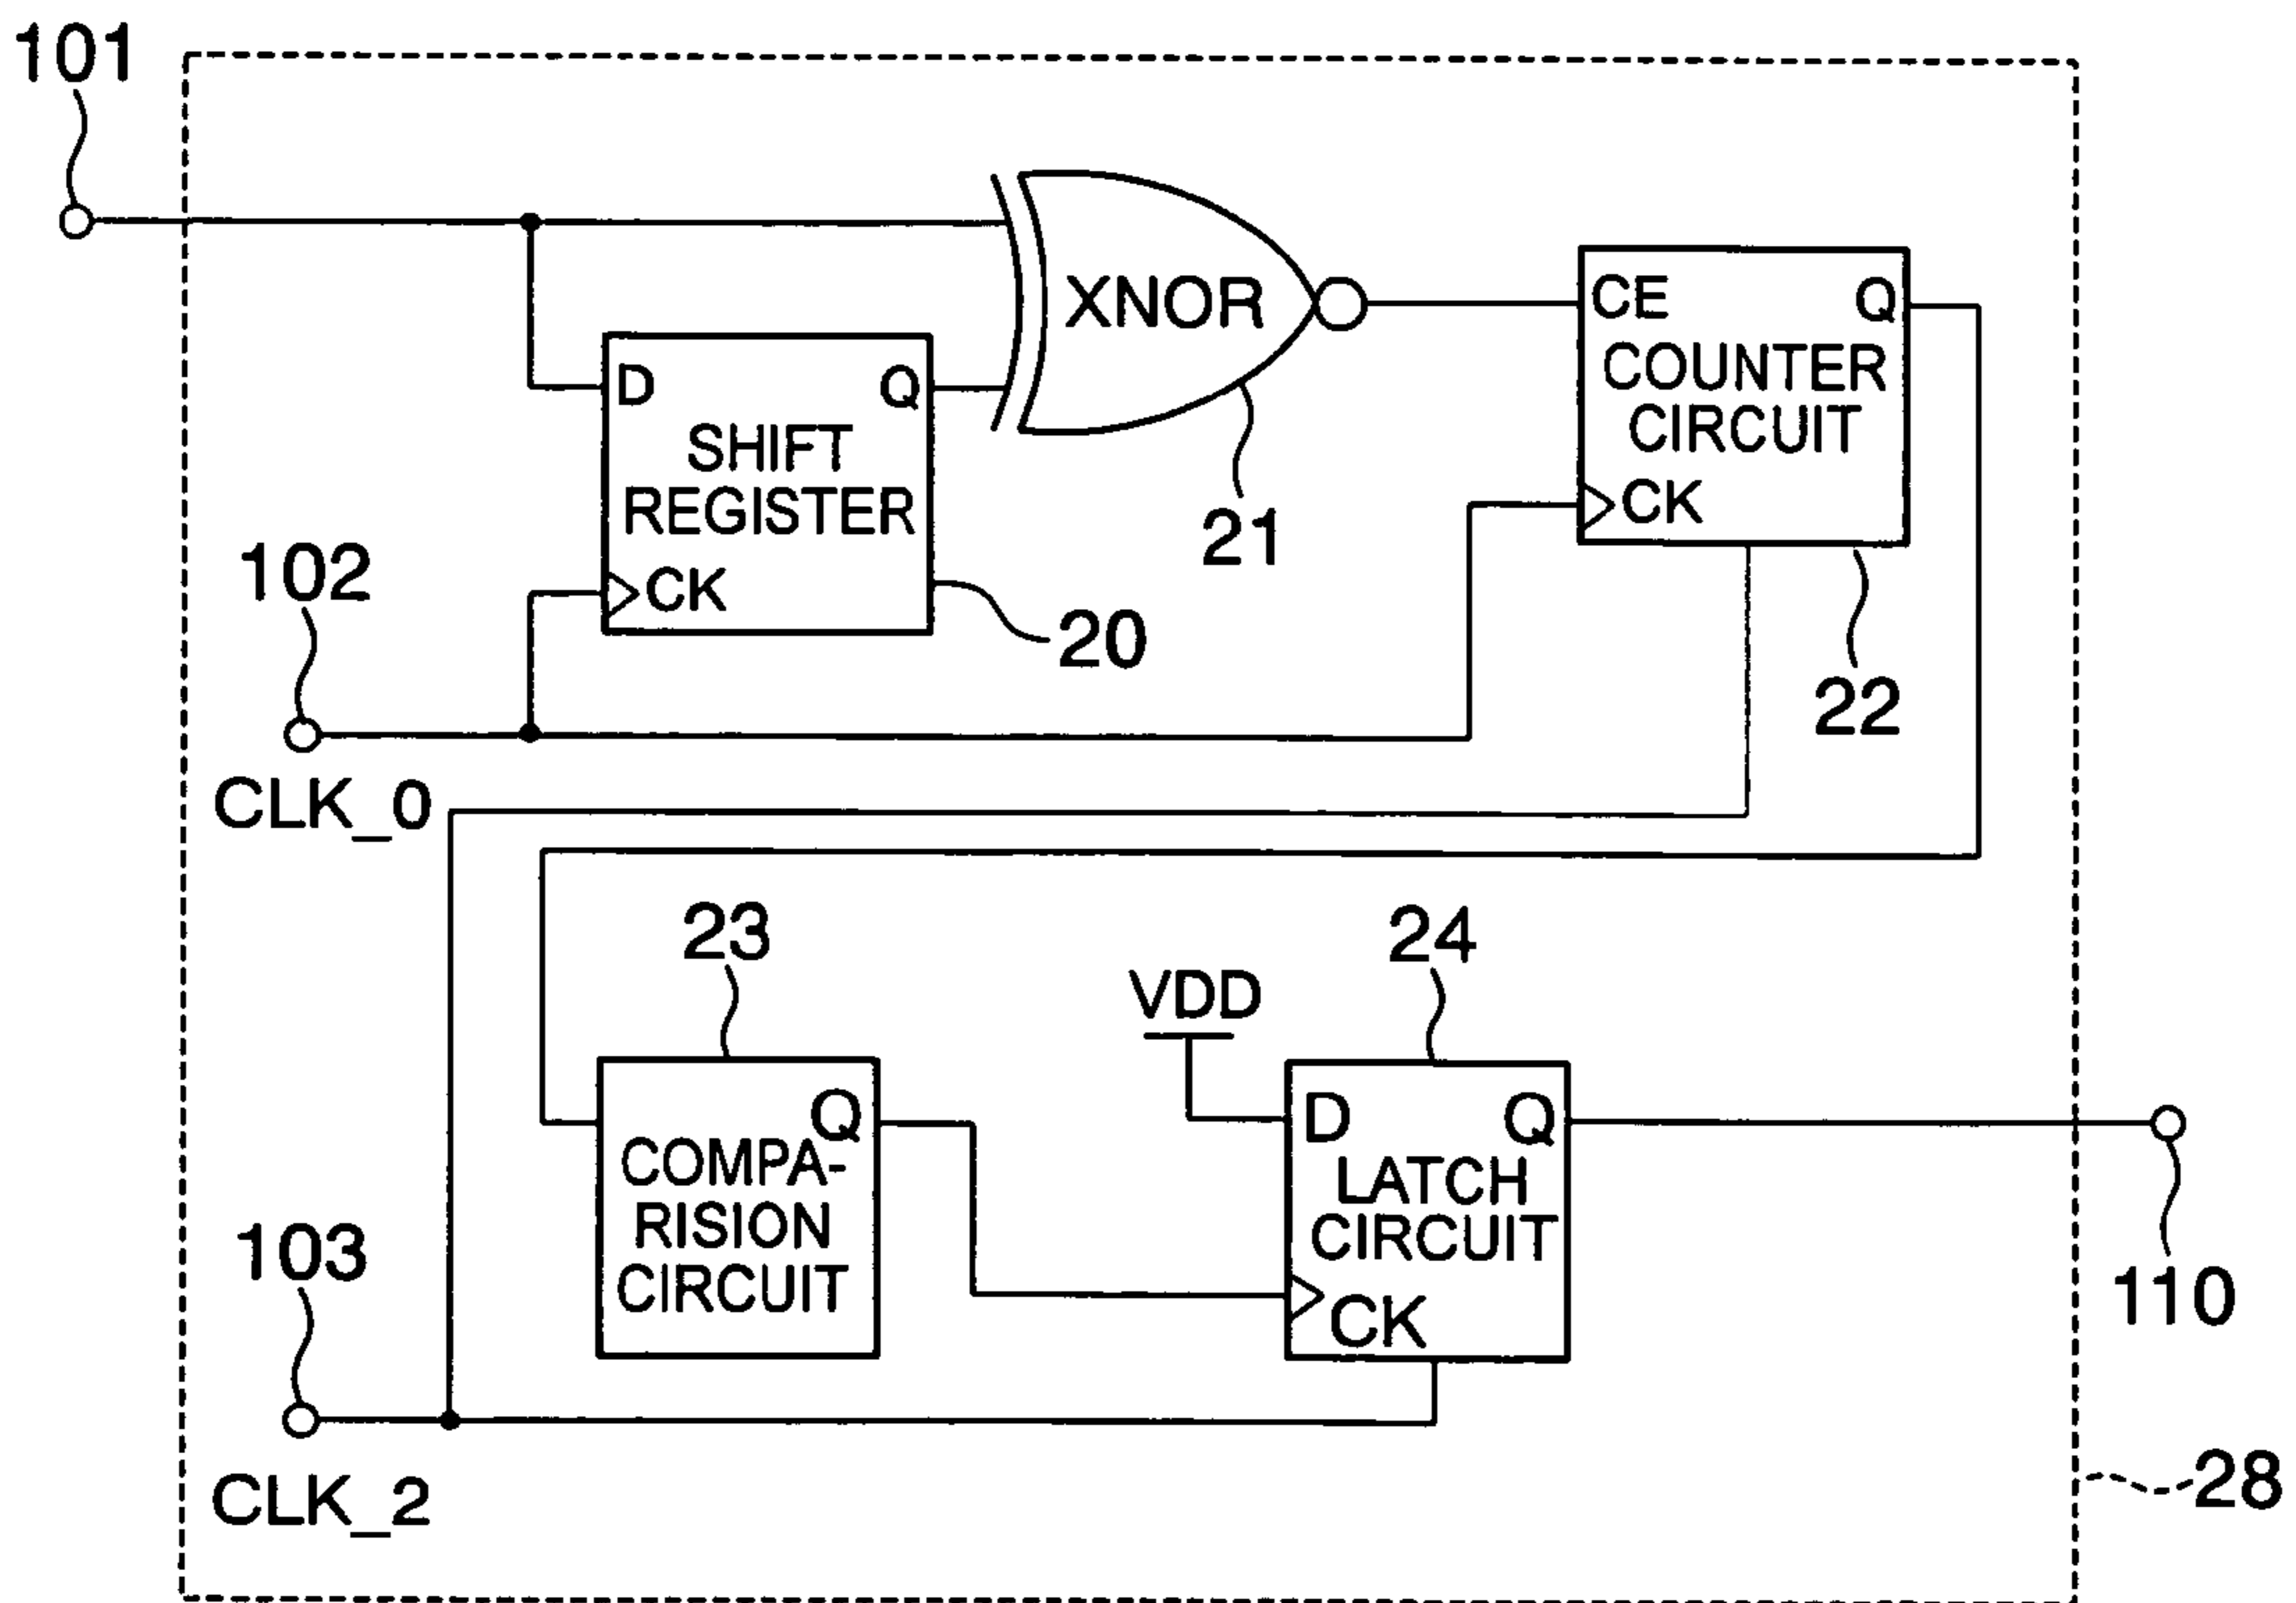 101
XNOR
CE
Q
COUNTER
CIRCUIT
CK
D
Q
SHIFT
REGISTER
CK
21
20
22
102
CLK_0
23
24
VDD
Q
COMPA-
RISION
CIRCUIT
D
Q
LATCH
CIRCUIT
CK
103
110
CLK_2
28